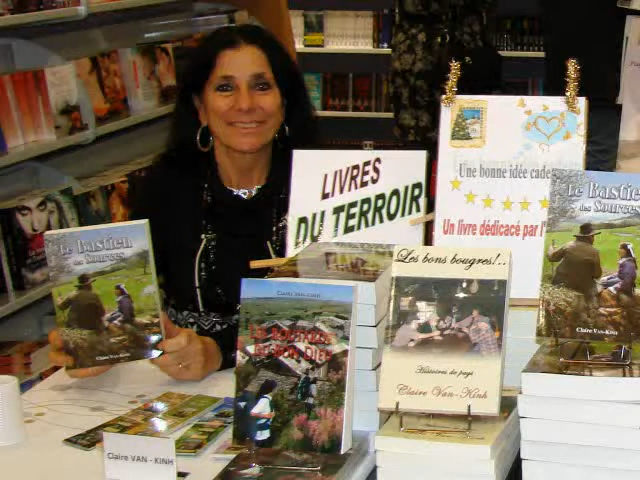 LIVRES
DU TERROIR
Une bonne idée
Un livre dédicacé par
Le Bastien
des Sources
Claire Van-Kinh
Claire VAN - KINH
Les bons bougres!..
Histoires de pays
Claire Van-Kinh
Le Bastien
des Sources
Claire Van-Kinh